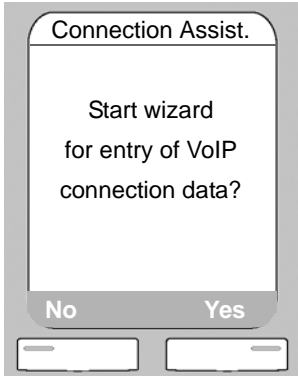 Connection Assist.
Start wizard
for entry of VoIP
connection data?
No Yes